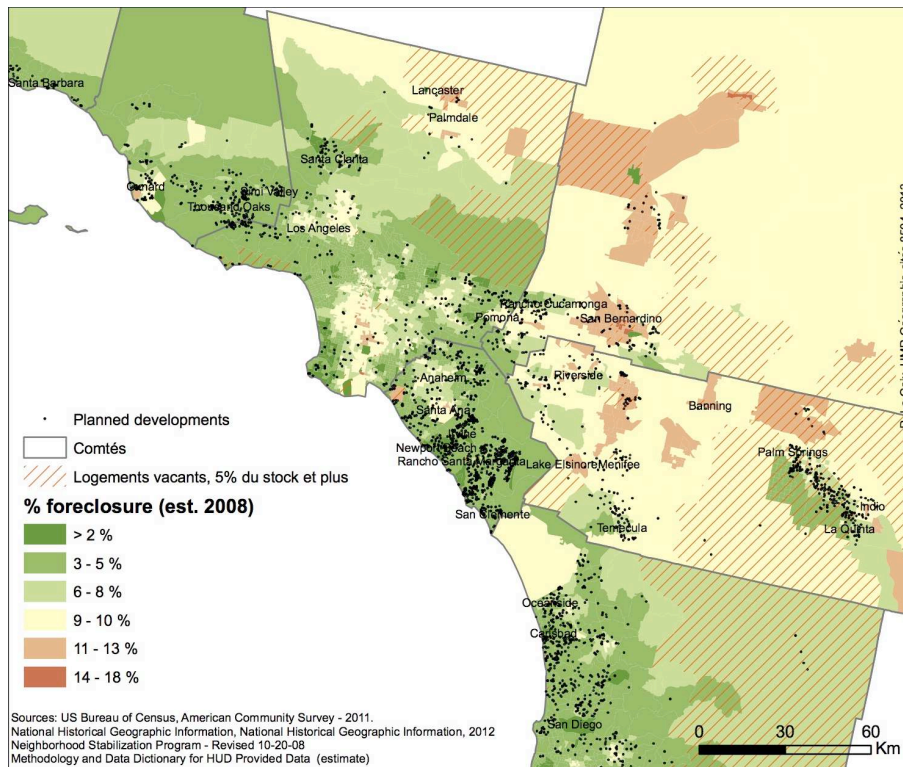 Santa Barbara
Lancaster
Palmdale
Santa Clarita
Oxnard
Simi Valley
Thousand Oaks
Los Angeles
Rancho Cucamonga
Pomona
San Bernardino
Anaheim
Riverside
Banning
Santa Ana
Irvine
Newport Beach
Rancho Santa Margarita
Lake Elsinore
Menifee
Palm Springs
Indio
La Quinta
San Clemente
Temecula
Oceanside
Carlsbad
San Diego
Planned developments
Comtés
Logements vacants, 5% du stock et plus
% foreclosure (est. 2008)
> 2 %
3 - 5 %
6 - 8 %
9 - 10 %
11 - 13 %
14 - 18 %
Sources: US Bureau of Census, American Community Survey - 2011.
National Historical Geographic Information, National Historical Geographic Information, 2012
Neighborhood Stabilization Program - Revised 10-20-08
Methodology and Data Dictionary for HUD Provided Data (estimate)
0 30 60
Km